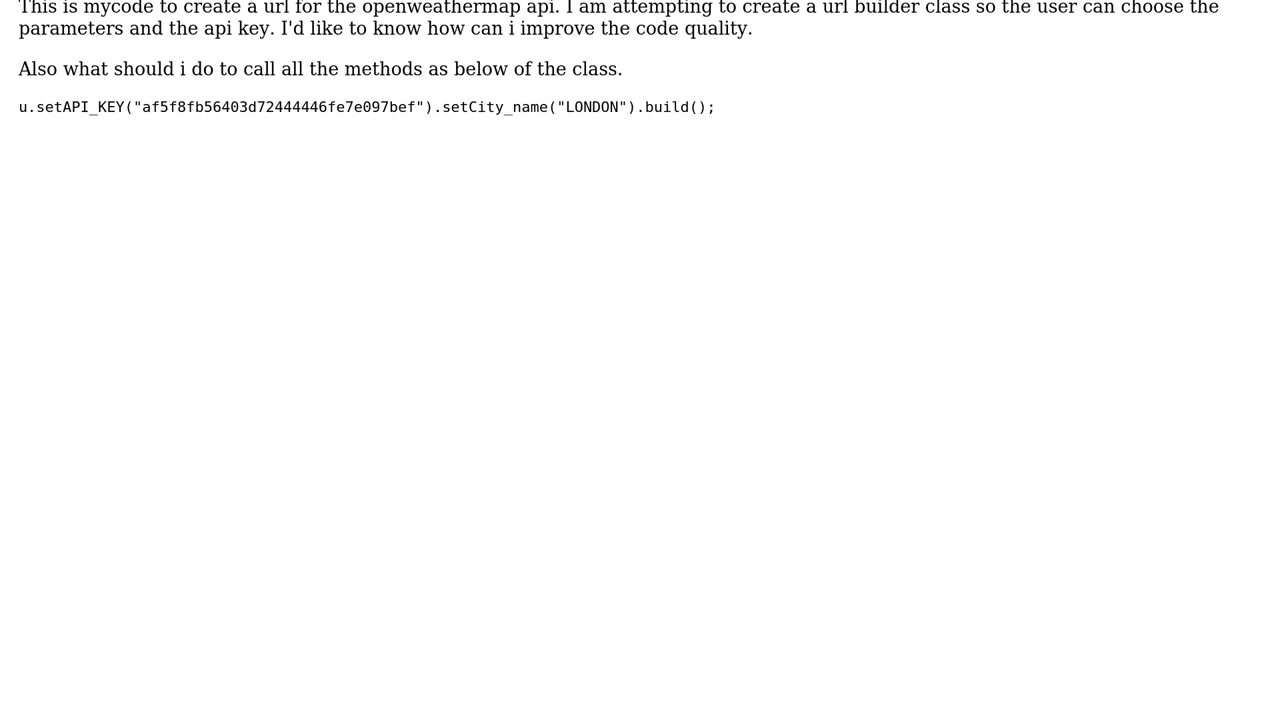 This is mycode to create a url for the openweathermap api. I am attempting to create a url builder class so the user can choose the
parameters and the api key. I'd like to know how can i improve the code quality.
Also what should i do to call all the methods as below of the class.
u.setAPI_KEY("af5f8fb56403d72444446fe7e097bef").setCity_name("LONDON").build();